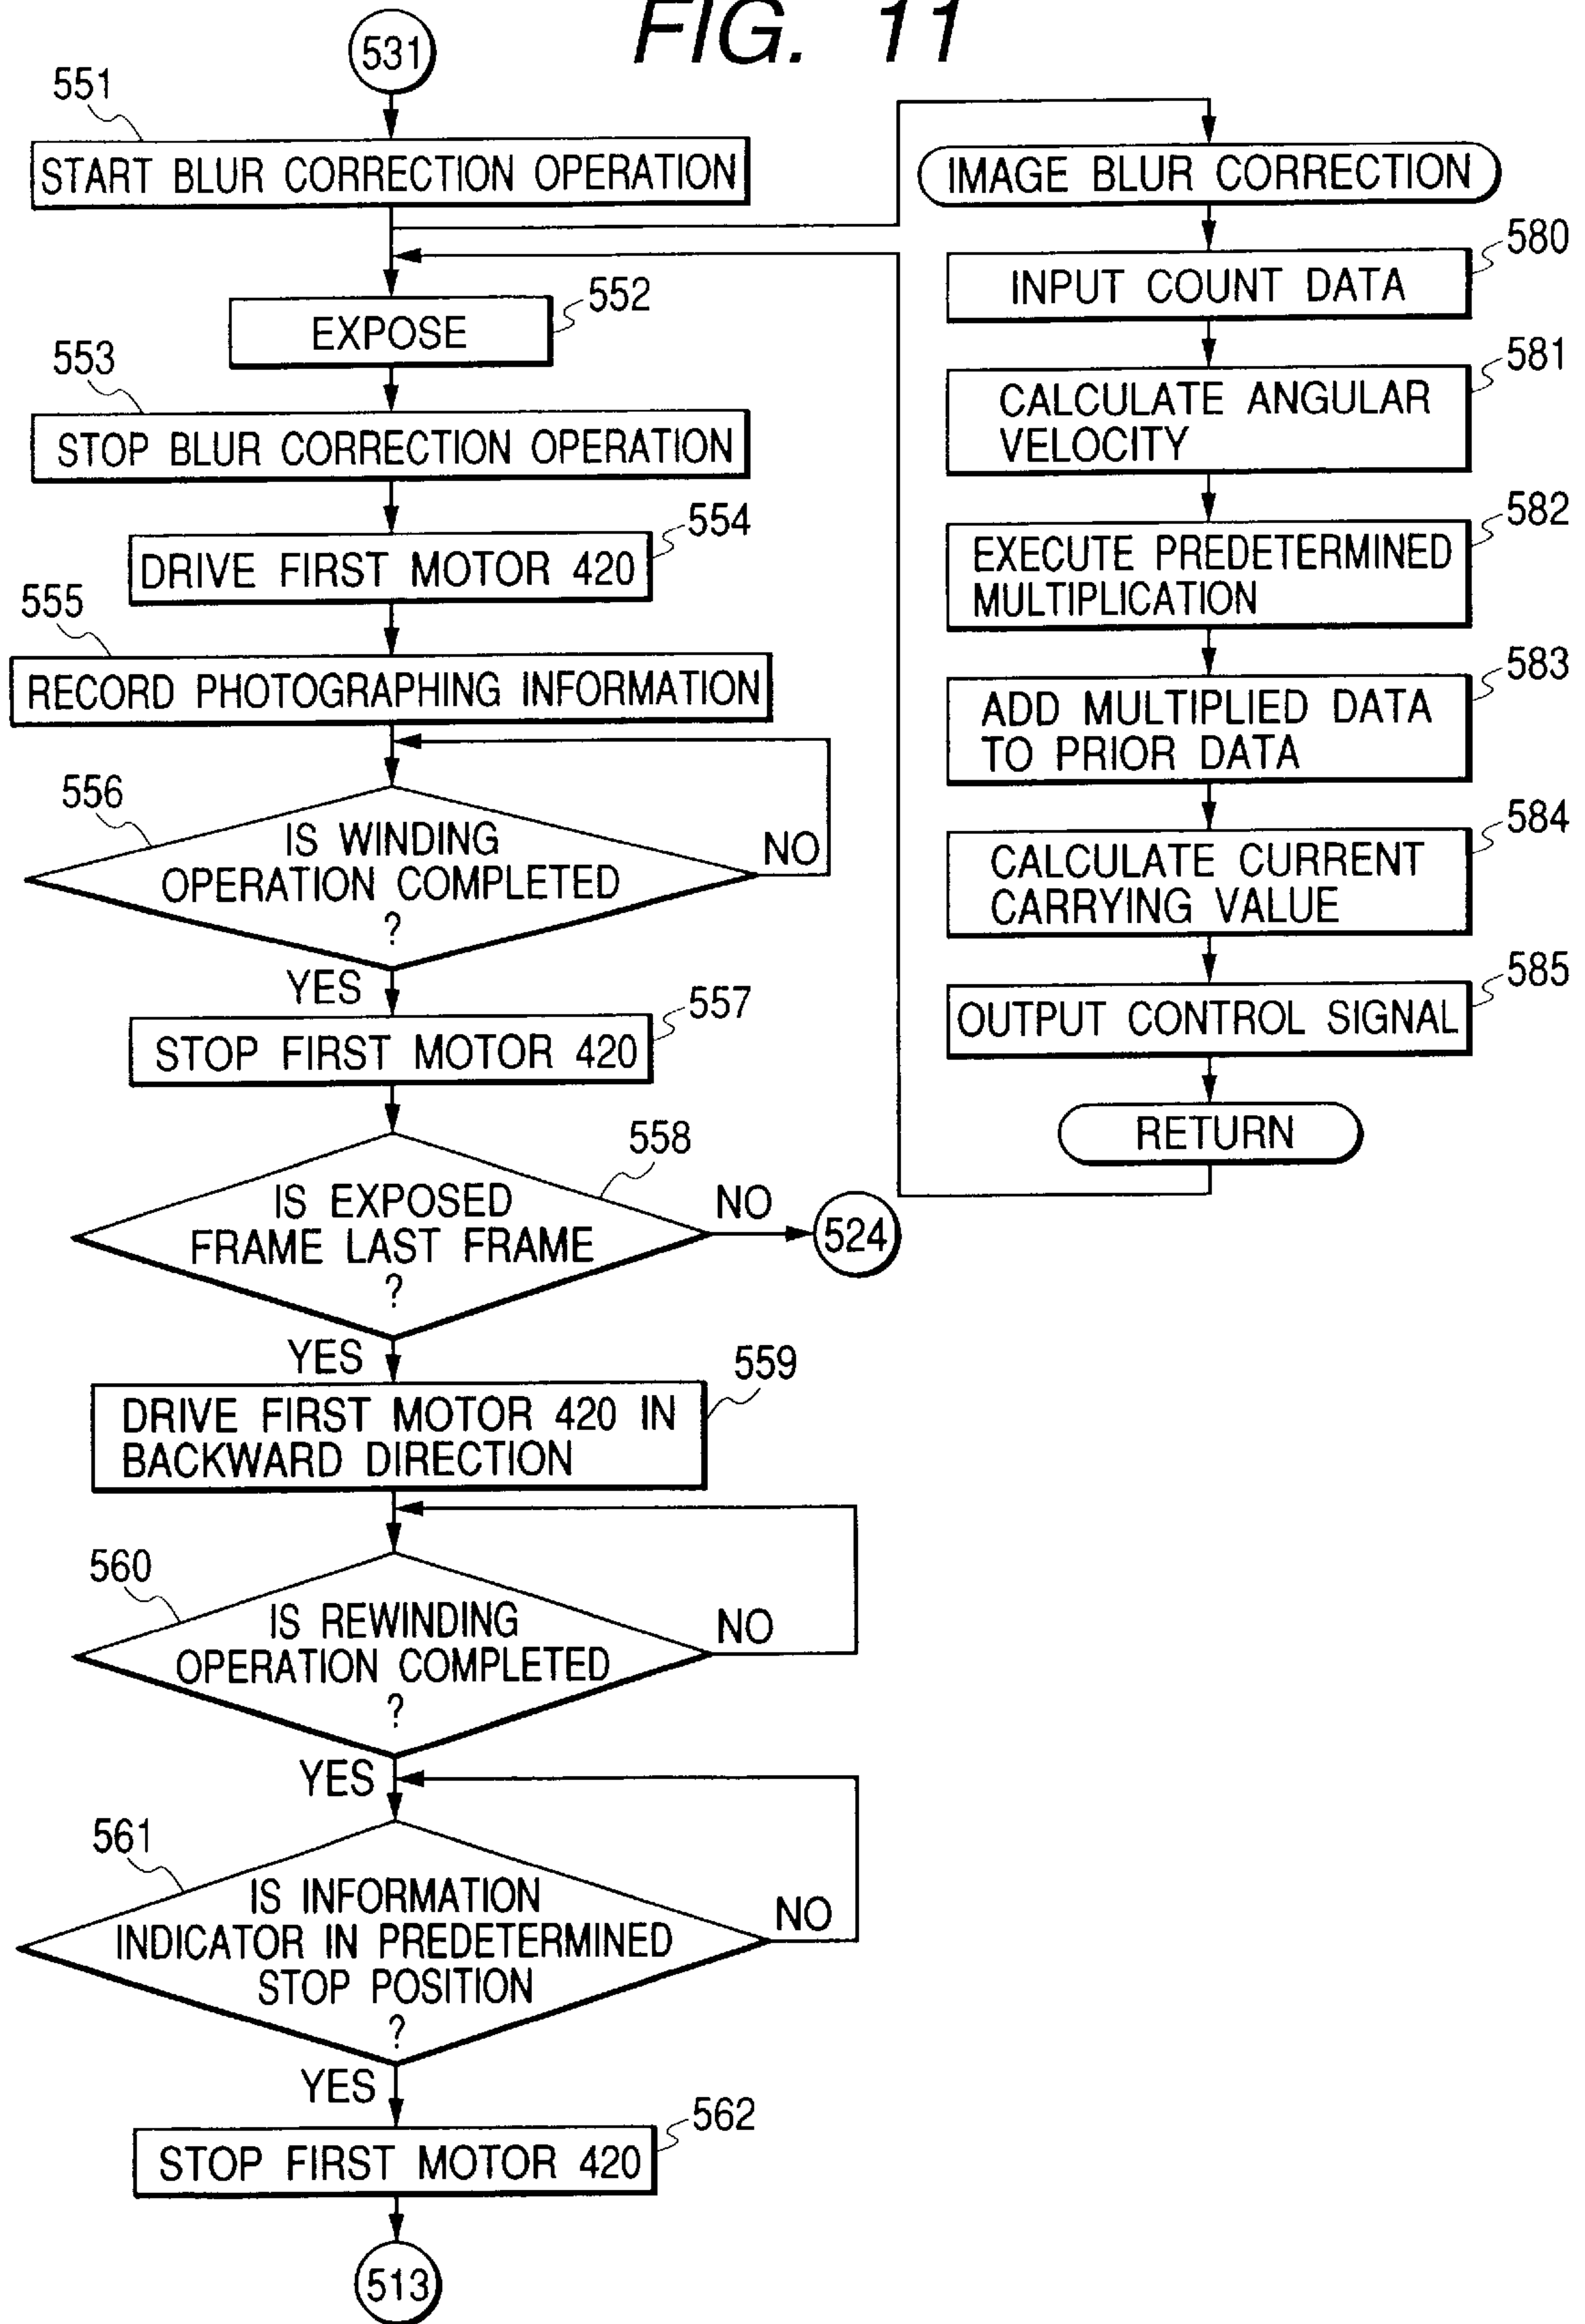 FIG. 11
531
551
START BLUR CORRECTION OPERATION
552
EXPOSE
553
STOP BLUR CORRECTION OPERATION
554
DRIVE FIRST MOTOR 420
555
RECORD PHOTOGRAPHING INFORMATION
556
IS WINDING
OPERATION COMPLETED
?
NO
YES
557
STOP FIRST MOTOR 420
558
IS EXPOSED
FRAME LAST FRAME
?
NO
524
YES
559
DRIVE FIRST MOTOR 420 IN
BACKWARD DIRECTION
560
IS REWINDING
OPERATION COMPLETED
?
NO
YES
561
IS INFORMATION
INDICATOR IN PREDETERMINED
STOP POSITION
?
NO
YES
562
STOP FIRST MOTOR 420
513
IMAGE BLUR CORRECTION
580
INPUT COUNT DATA
581
CALCULATE ANGULAR
VELOCITY
582
EXECUTE PREDETERMINED
MULTIPLICATION
583
ADD MULTIPLIED DATA
TO PRIOR DATA
584
CALCULATE CURRENT
CARRYING VALUE
585
OUTPUT CONTROL SIGNAL
RETURN